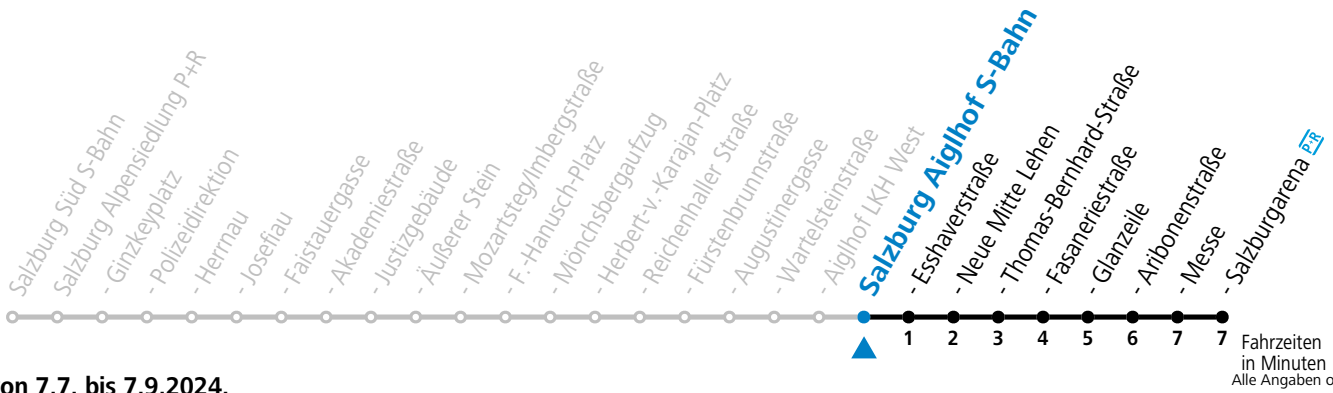 Salzburg Süd S-Bahn
Salzburg Alpensiedlung P+R
- Ginzkeyplatz
- Polizeidirektion
- Herrnau
- Josefiau
- Faistauergasse
- Akademiestraße
- Justizgebäude
- Äußerer Stein
- Mozartsteg/Imbergstraße
- F.-Hanusch-Platz
- Mönchsbergaufzug
- Herbert-v.-Karajan-Platz
- Reichenhaller Straße
- Fürstenbrunnstraße
- Augustinergasse
- Wartelsteinstraße
- Aiglhof LKH West
Salzburg Aiglhof S-Bahn
- Esshaverstraße
- Neue Mitte Lehen
- Thomas-Bernhard-Straße
- Fasaneriestraße
- Glanzeile
- Aribonenstraße
- Messe
- Salzburgarena P+R
1 2 3 4 5 6 7 7
Fahrzeiten
in Minuten
Alle Angaben o
on 7.7. bis 7.9.2024.